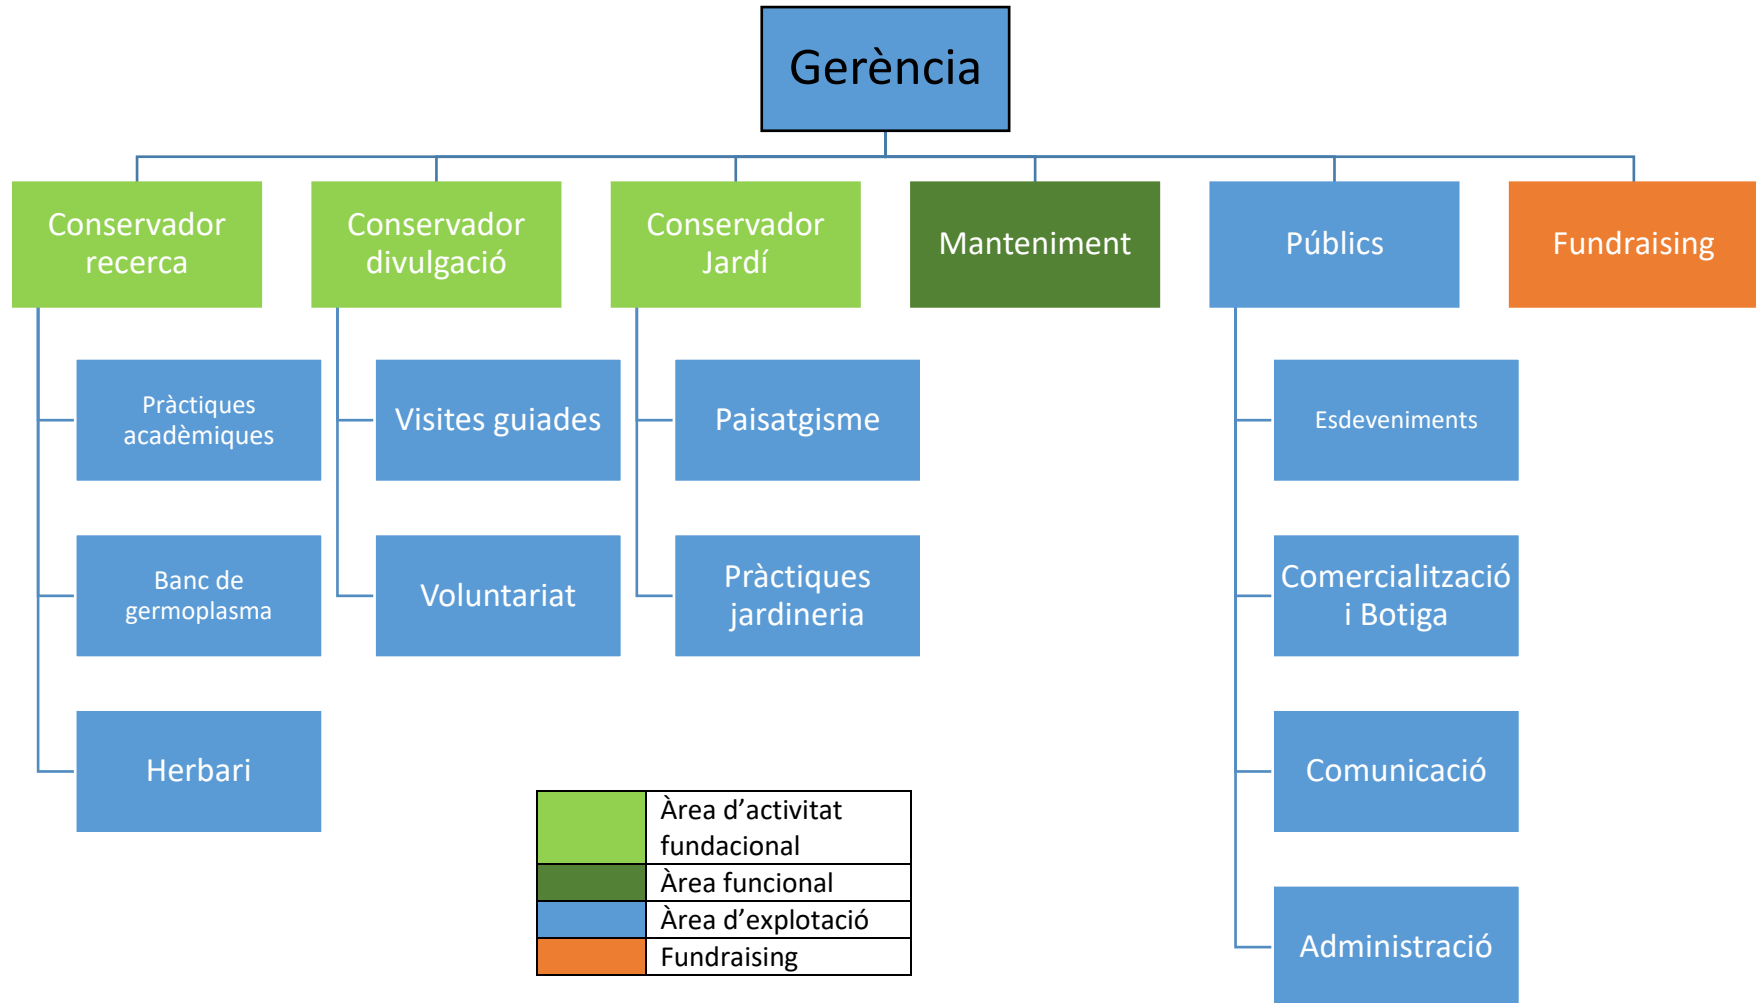 Gerència
Conservador
recerca
Conservador
divulgació
Conservador
Jardí
Manteniment
Públics
Fundraising
Pràctiques
acadèmiques
Visites guiades
Paisatgisme
Esdeveniments
Banc de
germoplasma
Voluntariat
Pràctiques
jardineria
Comercialització
i Botiga
Herbari
Comunicació
Administració
Àrea d’activitat
fundacional
Àrea funcional
Àrea d’explotació
Fundraising